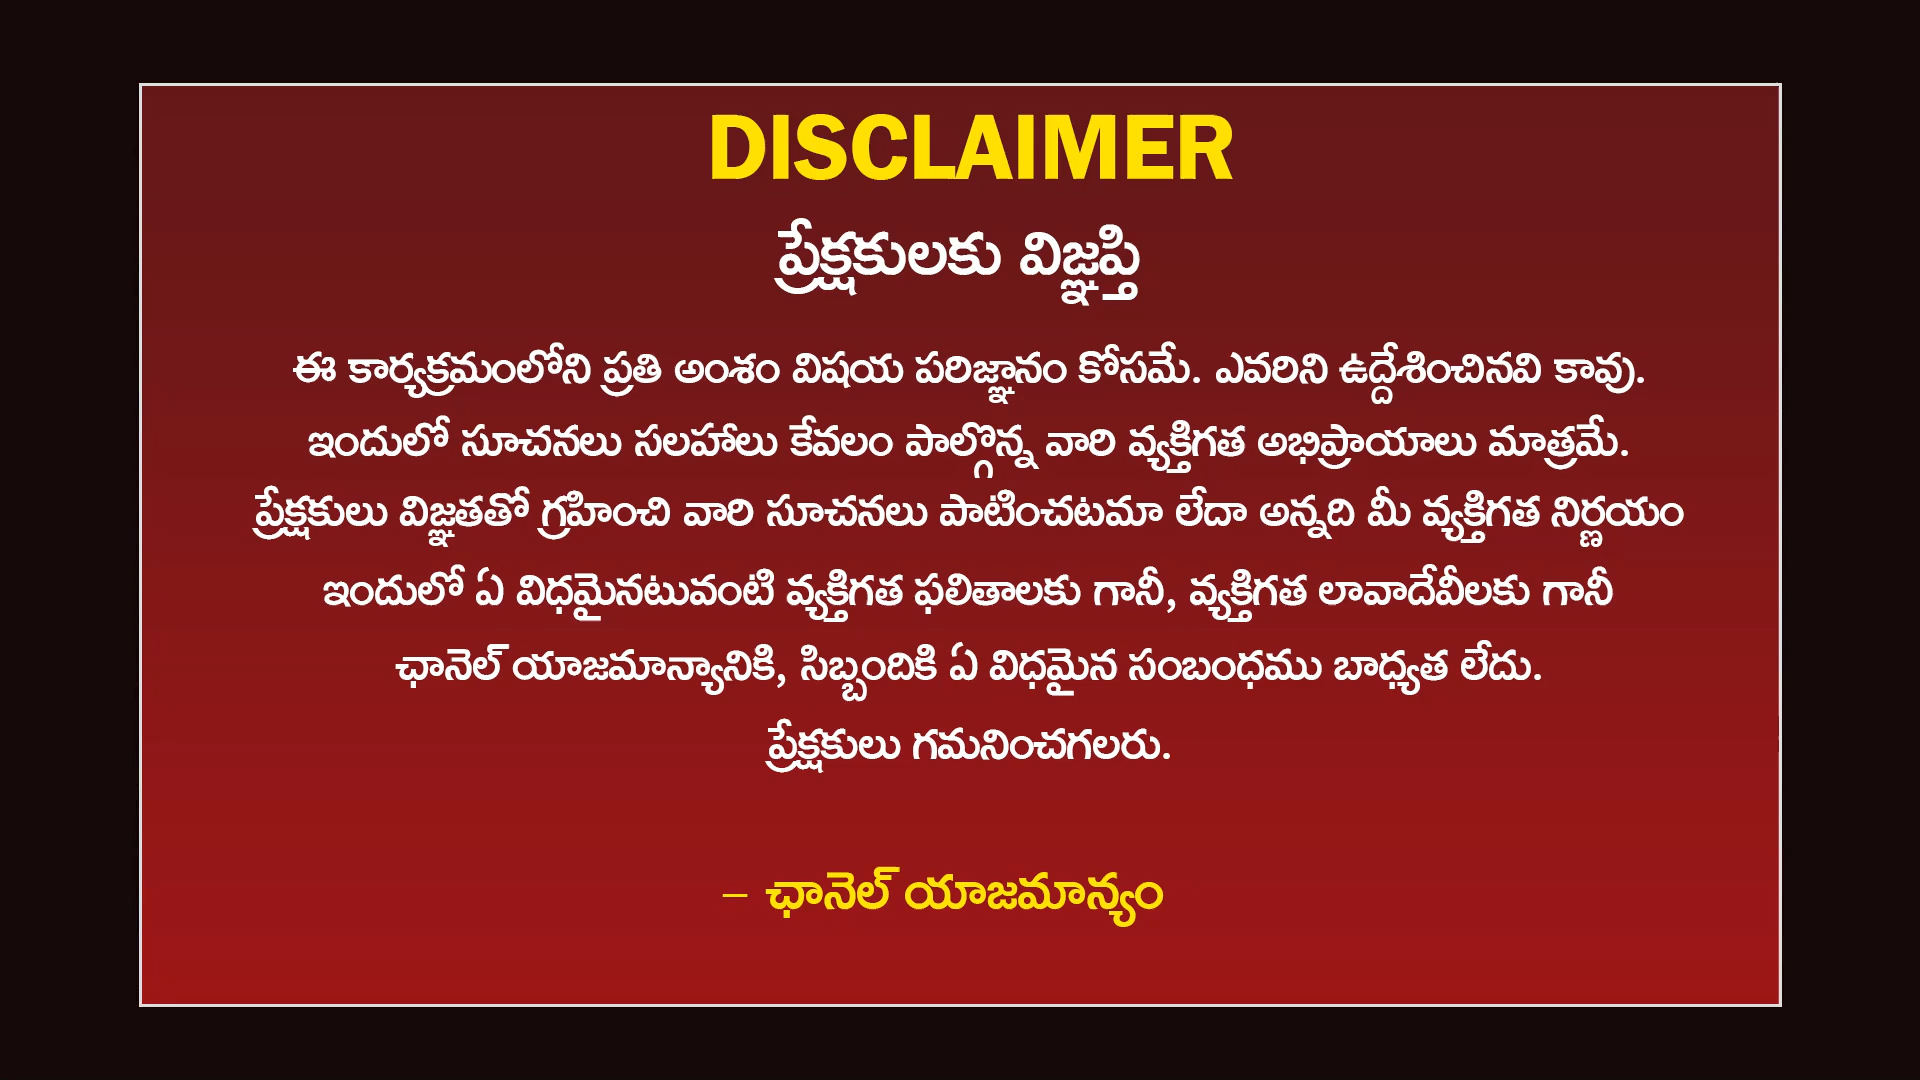 DISCLAIMER
ప్రేక్షకులకు విజ్ఞప్తి
ఈ కార్యక్రమంలోని ప్రతి అంశం విషయ పరిజ్ఞానం కోసమే. ఎవరిని ఉద్దేశించినవి కావు.
ఇందులో సూచనలు సలహాలు కేవలం పాల్గొన్న వారి వ్యక్తిగత అభిప్రాయాలు మాత్రమే.
ప్రేక్షకులు విజ్ఞతతో గ్రహించి వారి సూచనలు పాటించటమా లేదా అన్నది మీ వ్యక్తిగత నిర్ణయం
ఇందులో ఏ విధమైనటువంటి వ్యక్తిగత ఫలితాలకు గానీ, వ్యక్తిగత లావాదేవీలకు గానీ
ఛానెల్ యాజమాన్యానికి, సిబ్బందికి ఏ విధమైన సంబంధము బాధ్యత లేదు.
ప్రేక్షకులు గమనించగలరు.
– ఛానెల్ యాజమాన్యం